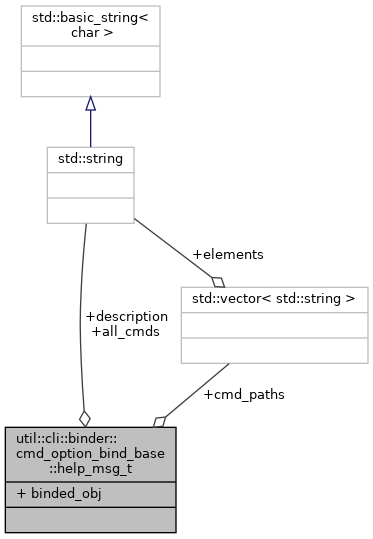 std::basic_string<
char >
std::string
+elements
std::vector< std::string >
+description
+all_cmds
+cmd_paths
util::cli::binder::
cmd_option_bind_base
::help_msg_t
+ binded_obj